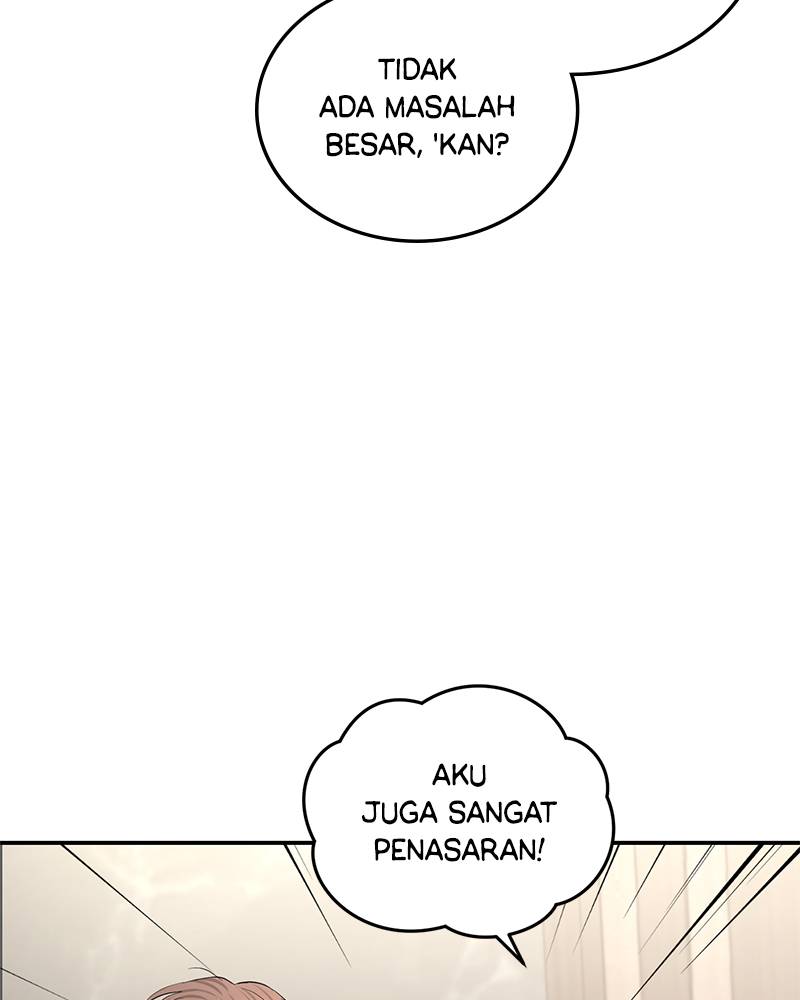 TIDAK
ADA MASALAH
BESAR, 'KAN?
AKU
JUGA SANGAT
PENASARAN!